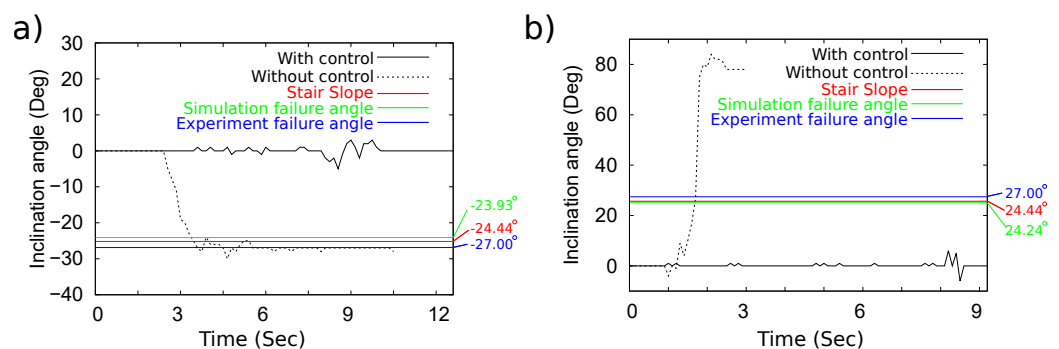 a)
30
20
10
0
−10
−20
−30
−40
Inclination angle (Deg)
With control
Without control
Stair Slope
Simulation failure angle
Experiment failure angle
-23.93°
-24.44°
-27.00°
0
3
6
9
12
Time (Sec)
b)
80
60
40
20
0
Inclination angle (Deg)
With control
Without control
Stair Slope
Simulation failure angle
Experiment failure angle
27.00°
24.44°
24.24°
0
3
6
9
Time (Sec)